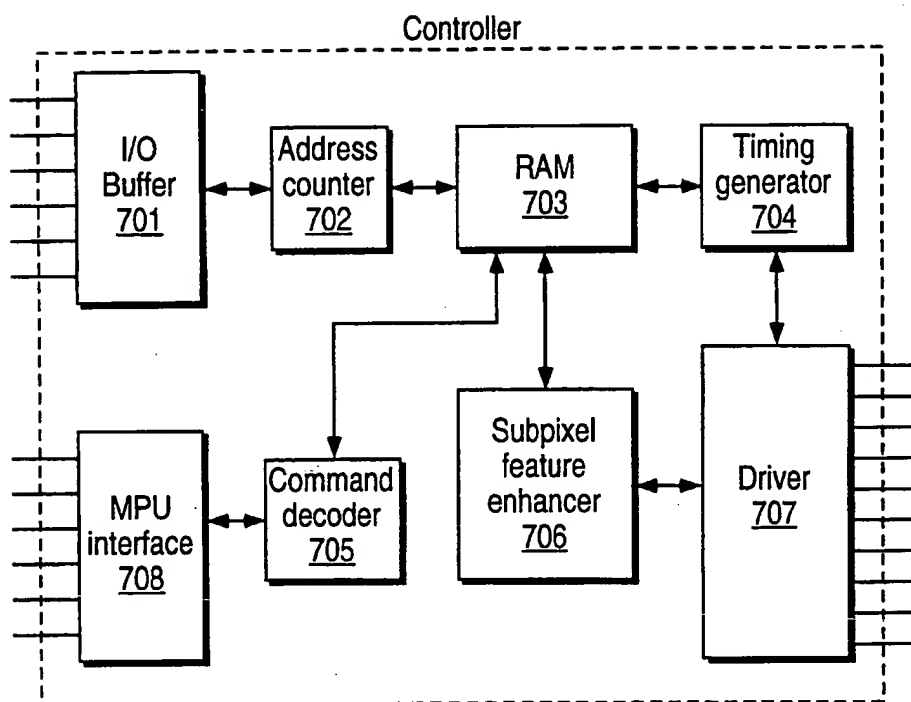 Controller
I/O
Buffer
701
Address
counter
702
RAM
703
Timing
generator
704
MPU
interface
708
Command
decoder
705
Subpixel
feature
enhancer
706
Driver
707